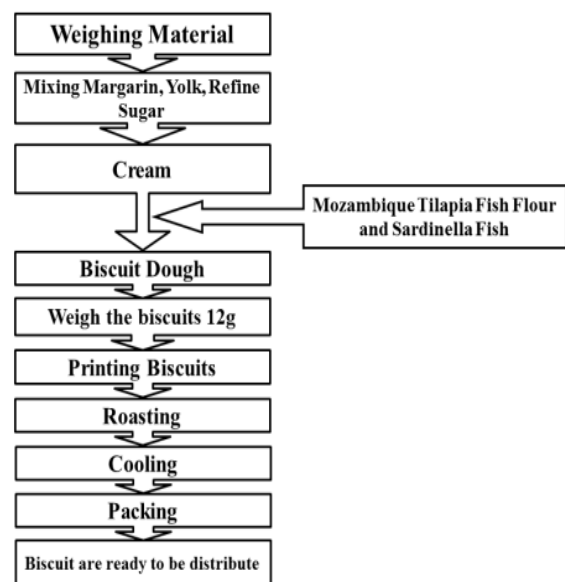 Weighing Material
Mixing Margarin, Yolk, Refine
Sugar
Cream
Mozambique Tilapia Fish Flour
and Sardinella Fish
Biscuit Dough
Weigh the biscuits 12g
Printing Biscuits
Roasting
Cooling
Packing
Biscuit are ready to be distribute